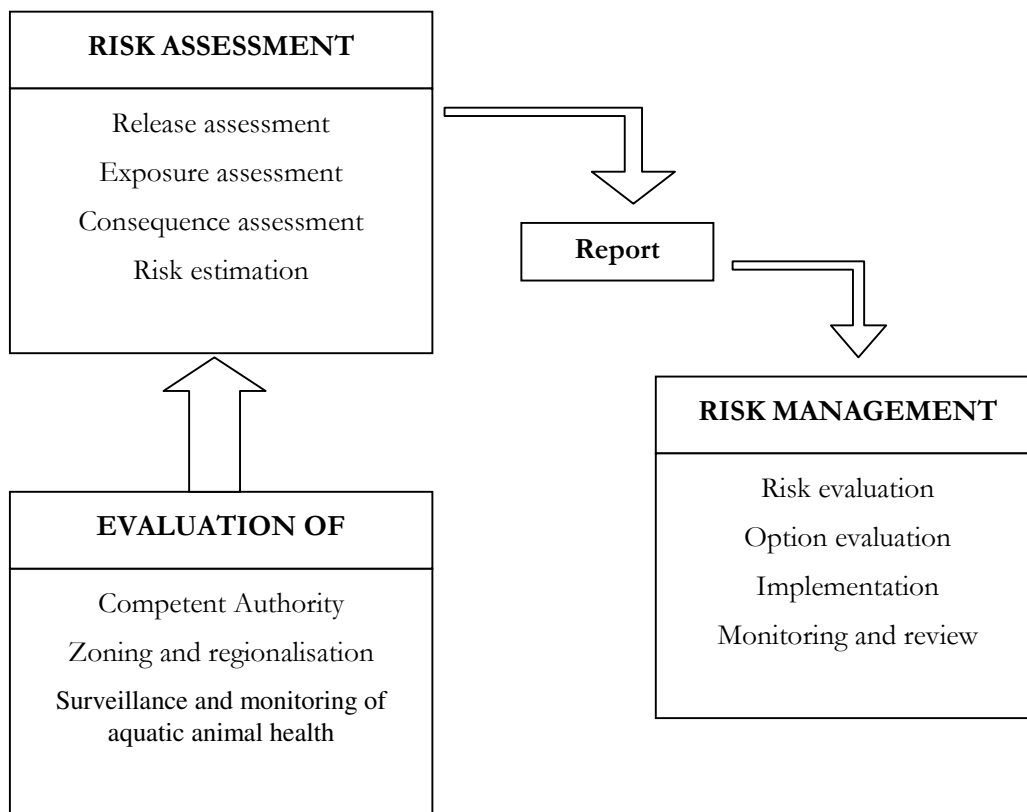 RISK ASSESSMENT
Release assessment
Exposure assessment
Consequence assessment
Risk estimation
Report
RISK MANAGEMENT
Risk evaluation
Option evaluation
Implementation
Monitoring and review
EVALUATION OF
Competent Authority
Zoning and regionalisation
Surveillance and monitoring of
aquatic animal health